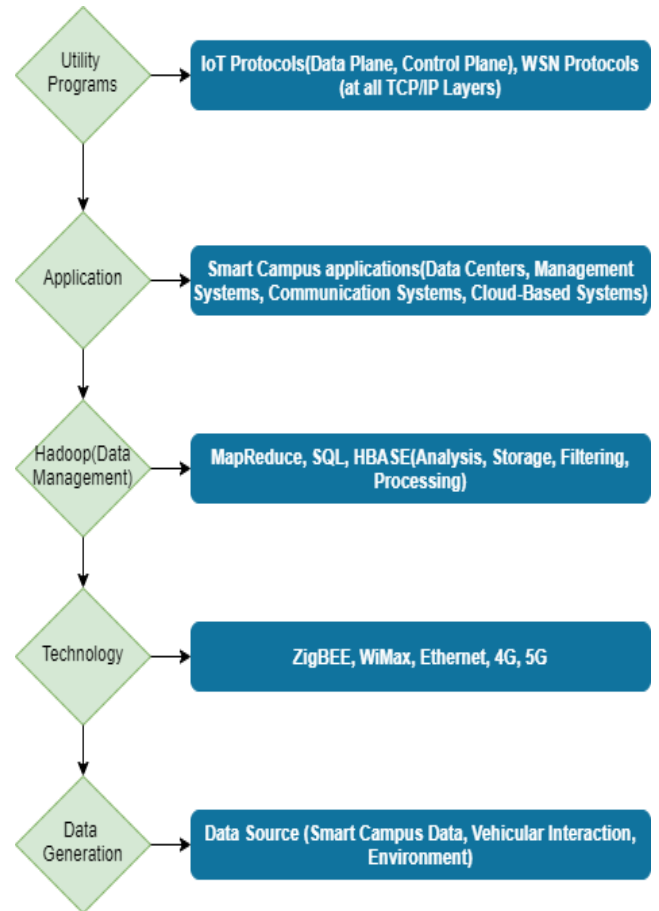 Utility
Programs
IoT Protocols(Data Plane, Control Plane), WSN Protocols
(at all TCP/IP Layers)
Application
Smart Campus applications(Data Centers, Management
Systems, Communication Systems, Cloud-Based Systems)
Hadoop(Data
Management)
MapReduce, SQL, HBASE(Analysis, Storage, Filtering,
Processing)
Technology
ZigBEE, WiMax, Ethernet, 4G, 5G
Data
Generation
Data Source (Smart Campus Data, Vehicular Interaction,
Environment)